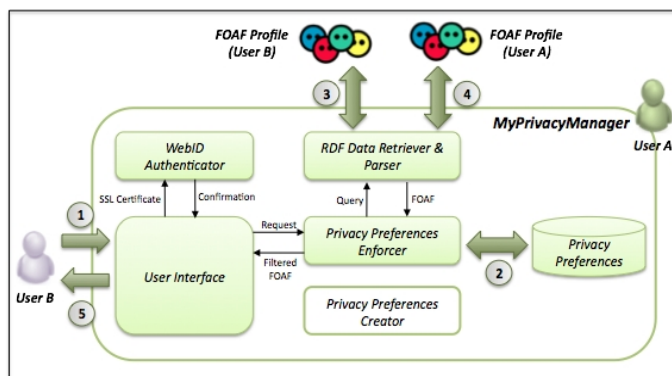 FOAF Profile
(User B)
FOAF Profile
(User A)
3
4
MyPrivacyManager
User A
WebID
Authenticator
RDF Data Retriever &
Parser
SSL Certificate
Confirmation
Query
FOAF
1
Request
User Interface
Privacy Preferences
Enforcer
Filtered
FOAF
2
Privacy
Preferences
User B
5
Privacy Preferences
Creator